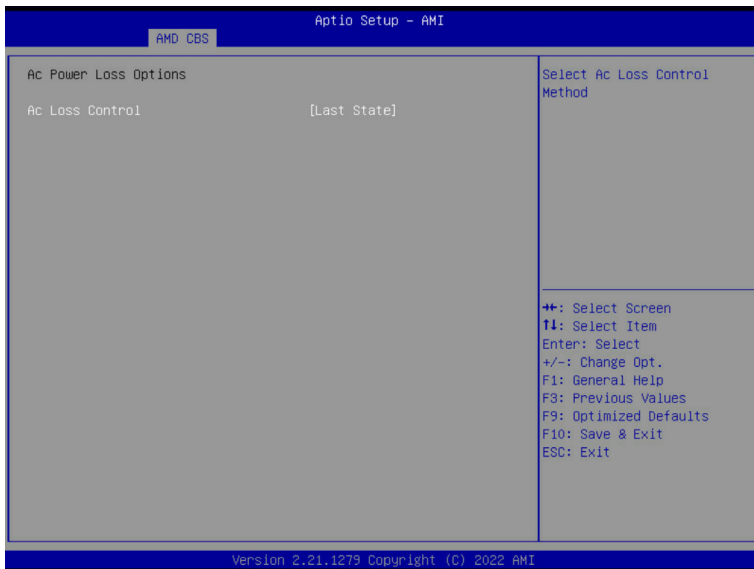 Aptio Setup – AMI
AMD CBS
Ac Power Loss Options
Ac Loss Control [Last State]
Select Ac Loss Control
Method
→←: Select Screen
↑↓: Select Item
Enter: Select
+/-: Change Opt.
F1: General Help
F3: Previous Values
F9: Optimized Defaults
F10: Save & Exit
ESC: Exit
Version 2.21.1279 Copyright (C) 2022 AMI